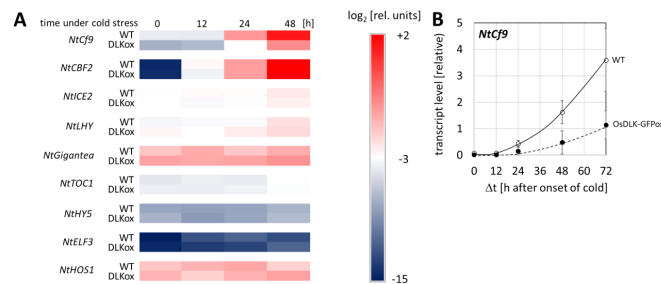 A
time under cold stress 0 12 24 48 [h]
NtCf9 WT
DLKox
NtCBF2 WT
DLKox
NtICE2 WT
DLKox
NtLHY WT
DLKox
NtGigantea WT
DLKox
NtTOC1 WT
DLKox
NtHY5 WT
DLKox
NtELF3 WT
DLKox
NtHOS1 WT
DLKox
log2 [rel. units]
+2
-3
-15
B
NtCf9
transcript level [relative]
5
4
3
2
1
0
WT
OsDLK-GFPox
0 12 24 36 48 60 72
Δt [h after onset of cold]